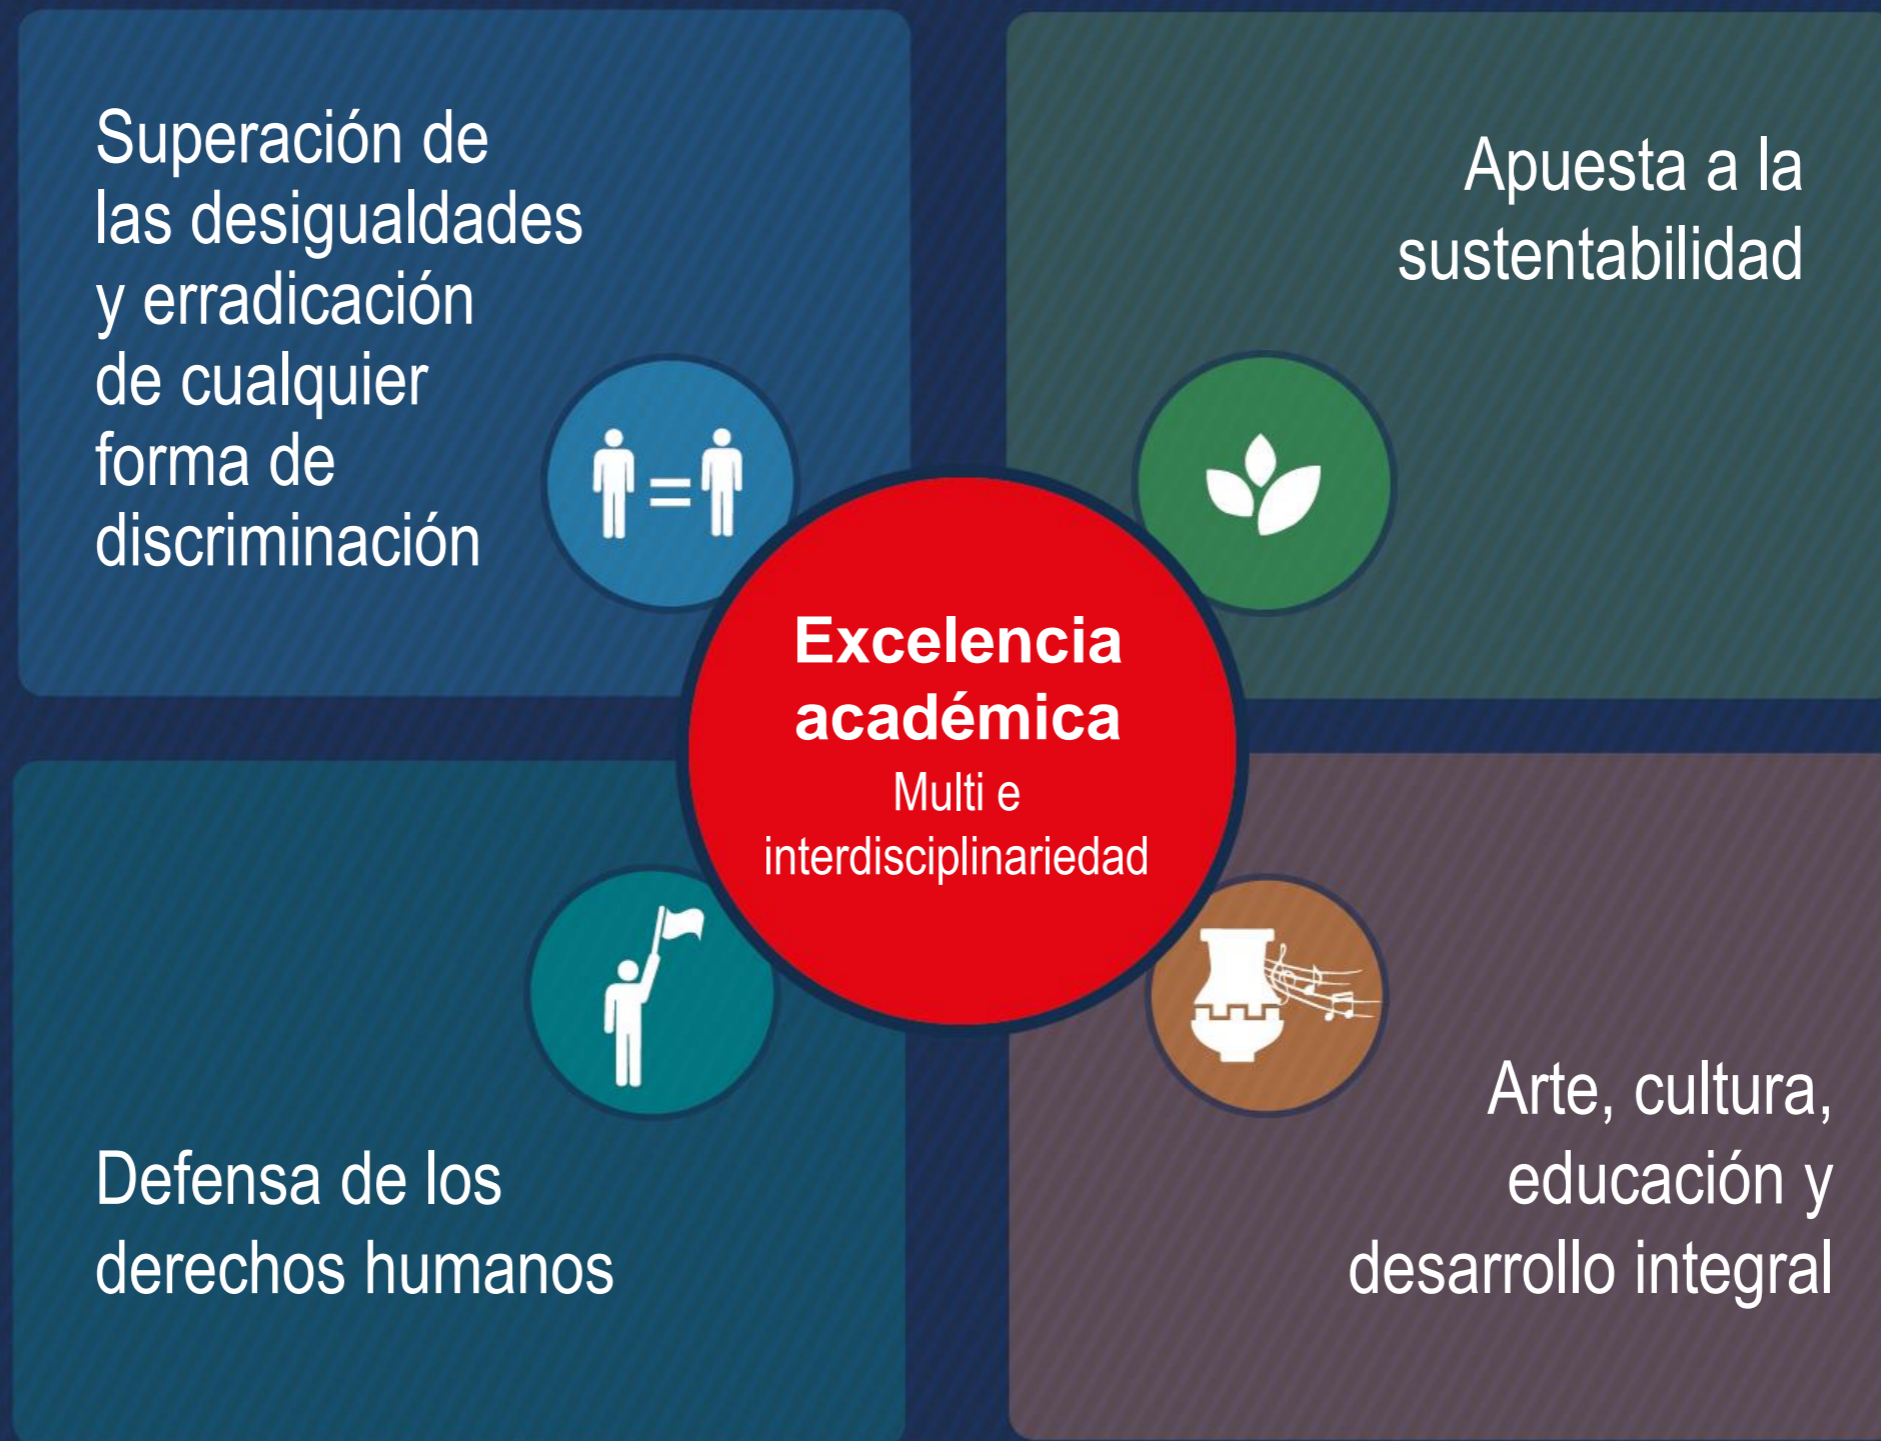 Superación de
las desigualdades
y erradicación
de cualquier
forma de
discriminación
Apuesta a la
sustentabilidad
Excelencia
académica
Multi e
interdisciplinariedad
Defensa de los
derechos humanos
Arte, cultura,
educación y
desarrollo integral